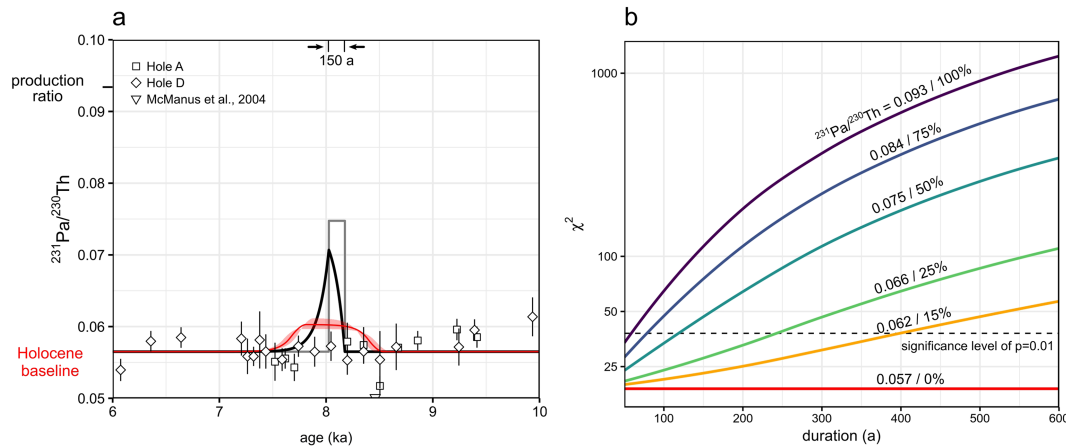 a
0.10
0.09
0.08
0.07
0.06
0.05
production
ratio
Holocene
baseline
²³¹Pa/²³⁰Th
150 a
Hole A
Hole D
McManus et al., 2004
6
7
8
9
10
age (ka)
b
1000
100
50
25
χ²
²³¹Pa/²³⁰Th = 0.093 / 100%
0.084 / 75%
0.075 / 50%
0.066 / 25%
0.062 / 15%
significance level of p=0.01
0.057 / 0%
100
200
300
400
500
600
duration (a)